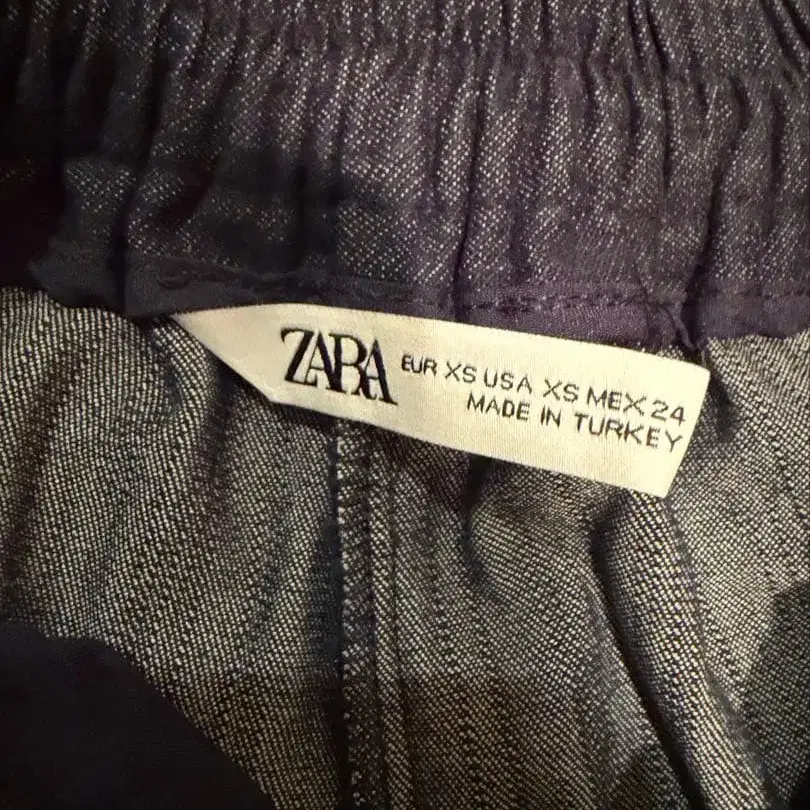 ZARA EUR XS USA XS MEX 24
MADE IN TURKEY